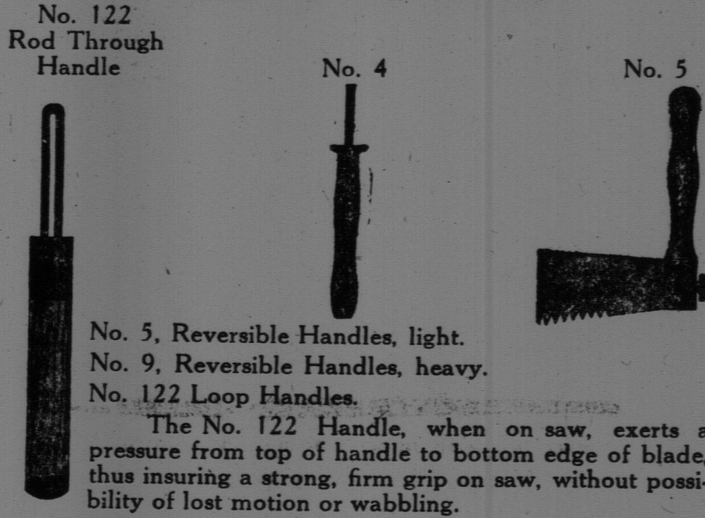 No. 122
Rod Through
Handle
No. 4
No. 5
No. 5, Reversible Handles, light.
No. 9, Reversible Handles, heavy.
No. 122 Loop Handles.
The No. 122 Handle, when on saw, exerts a
pressure from top of handle to bottom edge of blade,
thus insuring a strong, firm grip on saw, without possi-
bility of lost motion or wabbling.